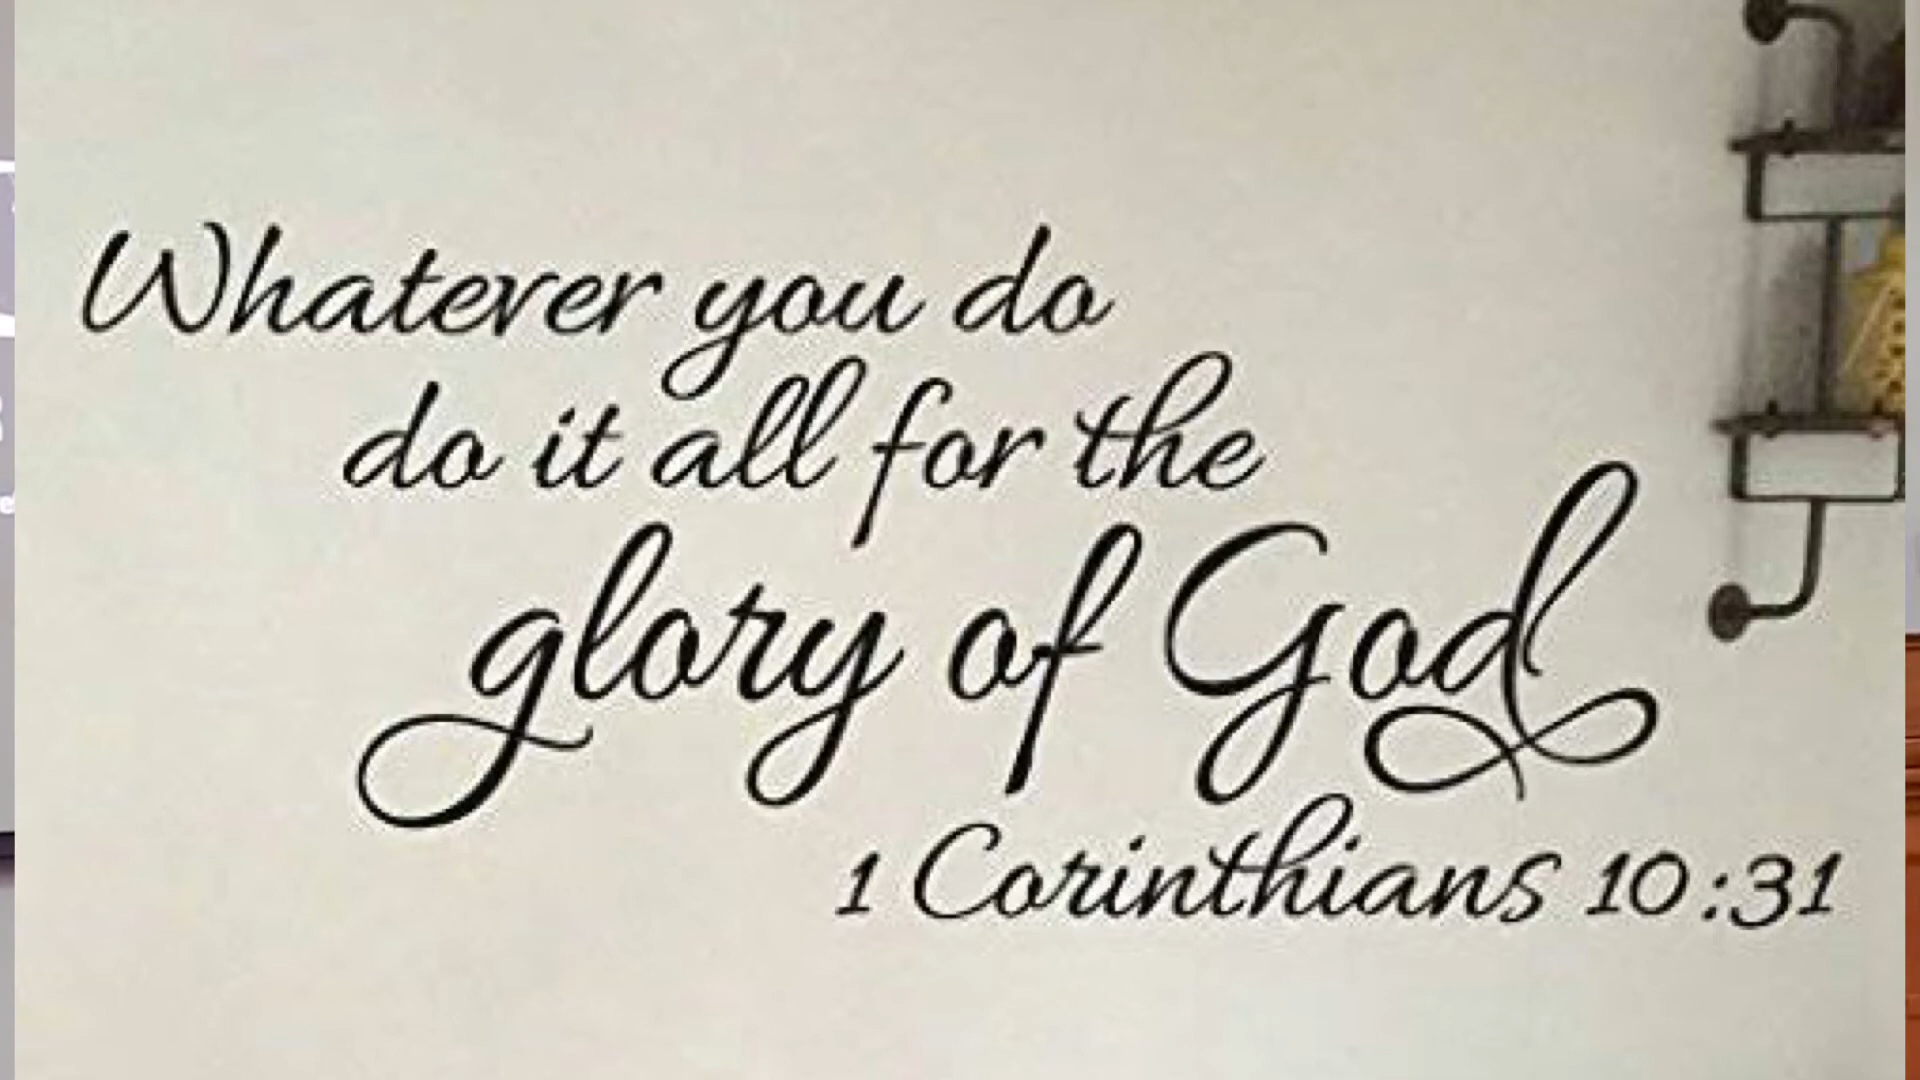 Whatever you do
do it all for the
glory of God
1 Corinthians 10:31